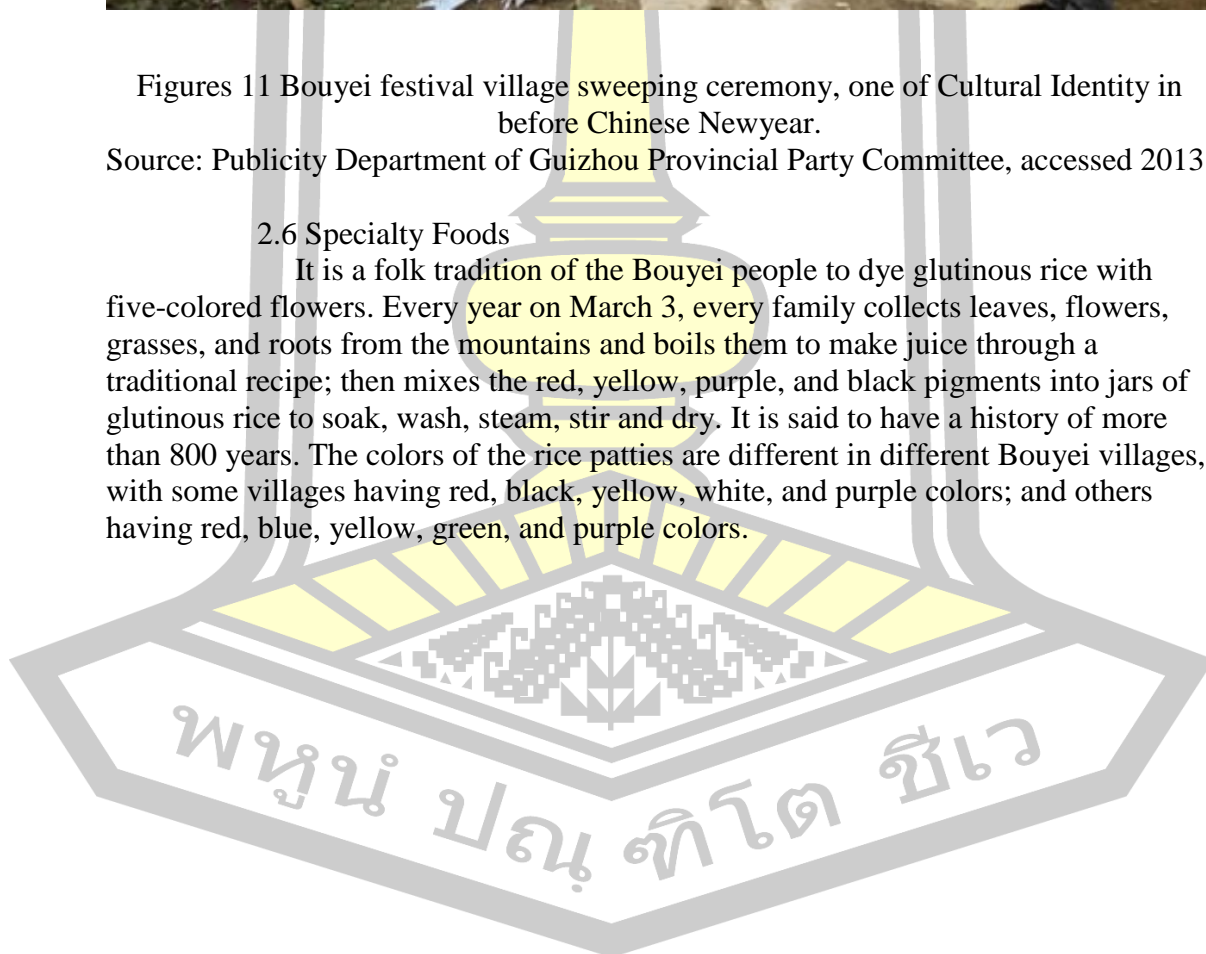 Figures 11 Bouyei festival village sweeping ceremony, one of Cultural Identity in
before Chinese Newyear.
Source: Publicity Department of Guizhou Provincial Party Committee, accessed 2013
2.6 Specialty Foods
It is a folk tradition of the Bouyei people to dye glutinous rice with
five-colored flowers. Every year on March 3, every family collects leaves, flowers,
grasses, and roots from the mountains and boils them to make juice through a
traditional recipe; then mixes the red, yellow, purple, and black pigments into jars of
glutinous rice to soak, wash, steam, stir and dry. It is said to have a history of more
than 800 years. The colors of the rice patties are different in different Bouyei villages,
with some villages having red, black, yellow, white, and purple colors; and others
having red, blue, yellow, green, and purple colors.
พหูนํ ปณฺฑิโต ชีเว